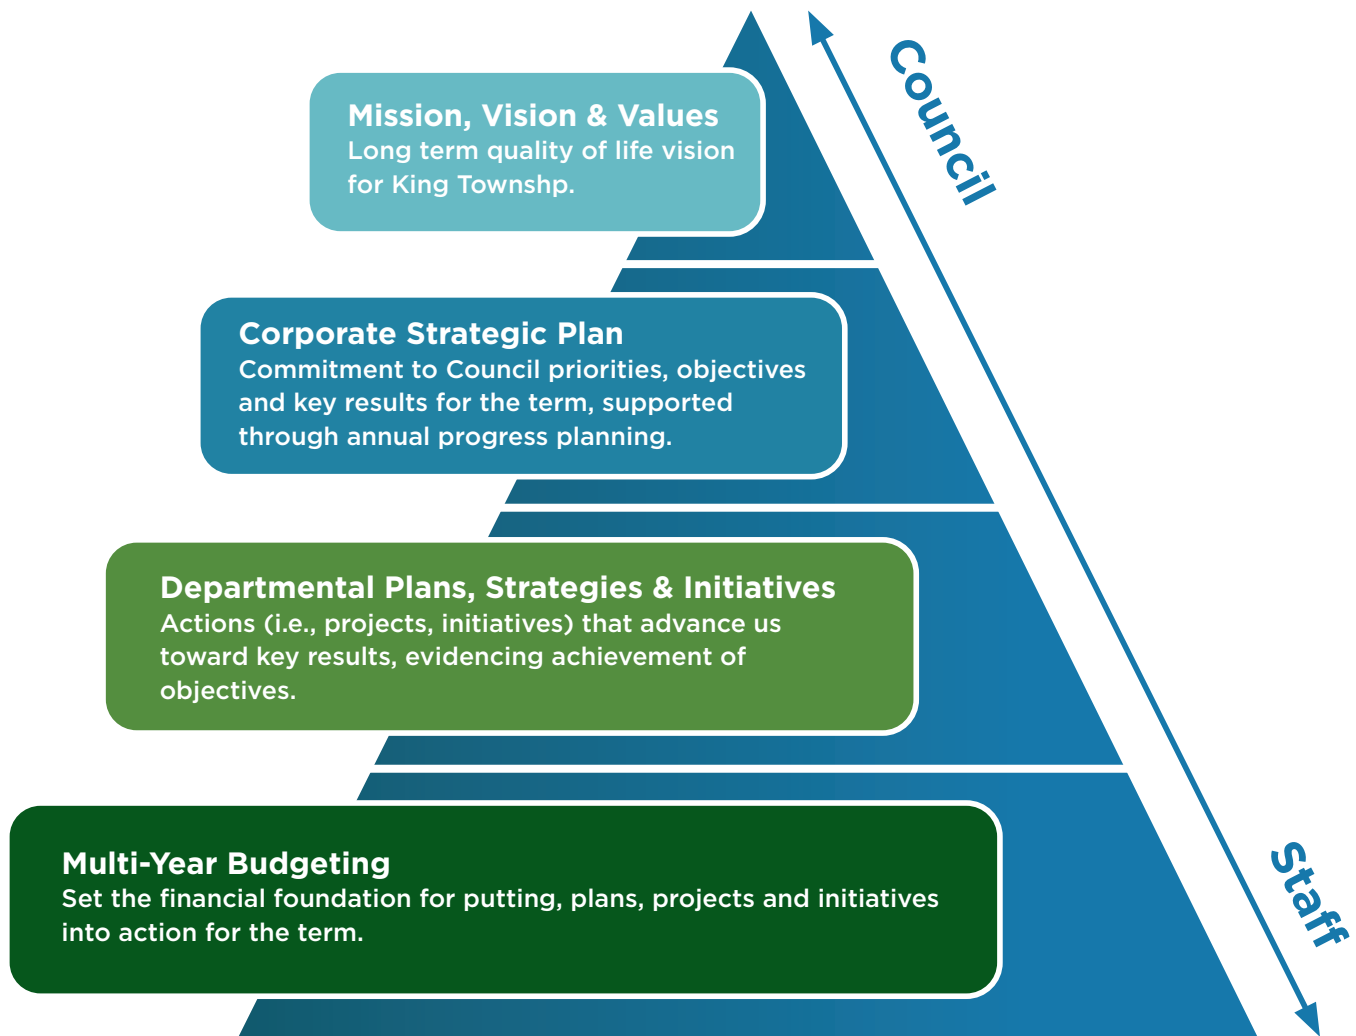 Council
Mission, Vision & Values
Long term quality of life vision
for King Townshp.
Corporate Strategic Plan
Commitment to Council priorities, objectives
and key results for the term, supported
through annual progress planning.
Departmental Plans, Strategies & Initiatives
Actions (i.e., projects, initiatives) that advance us
toward key results, evidencing achievement of
objectives.
Multi-Year Budgeting
Set the financial foundation for putting, plans, projects and initiatives
into action for the term.
Staff